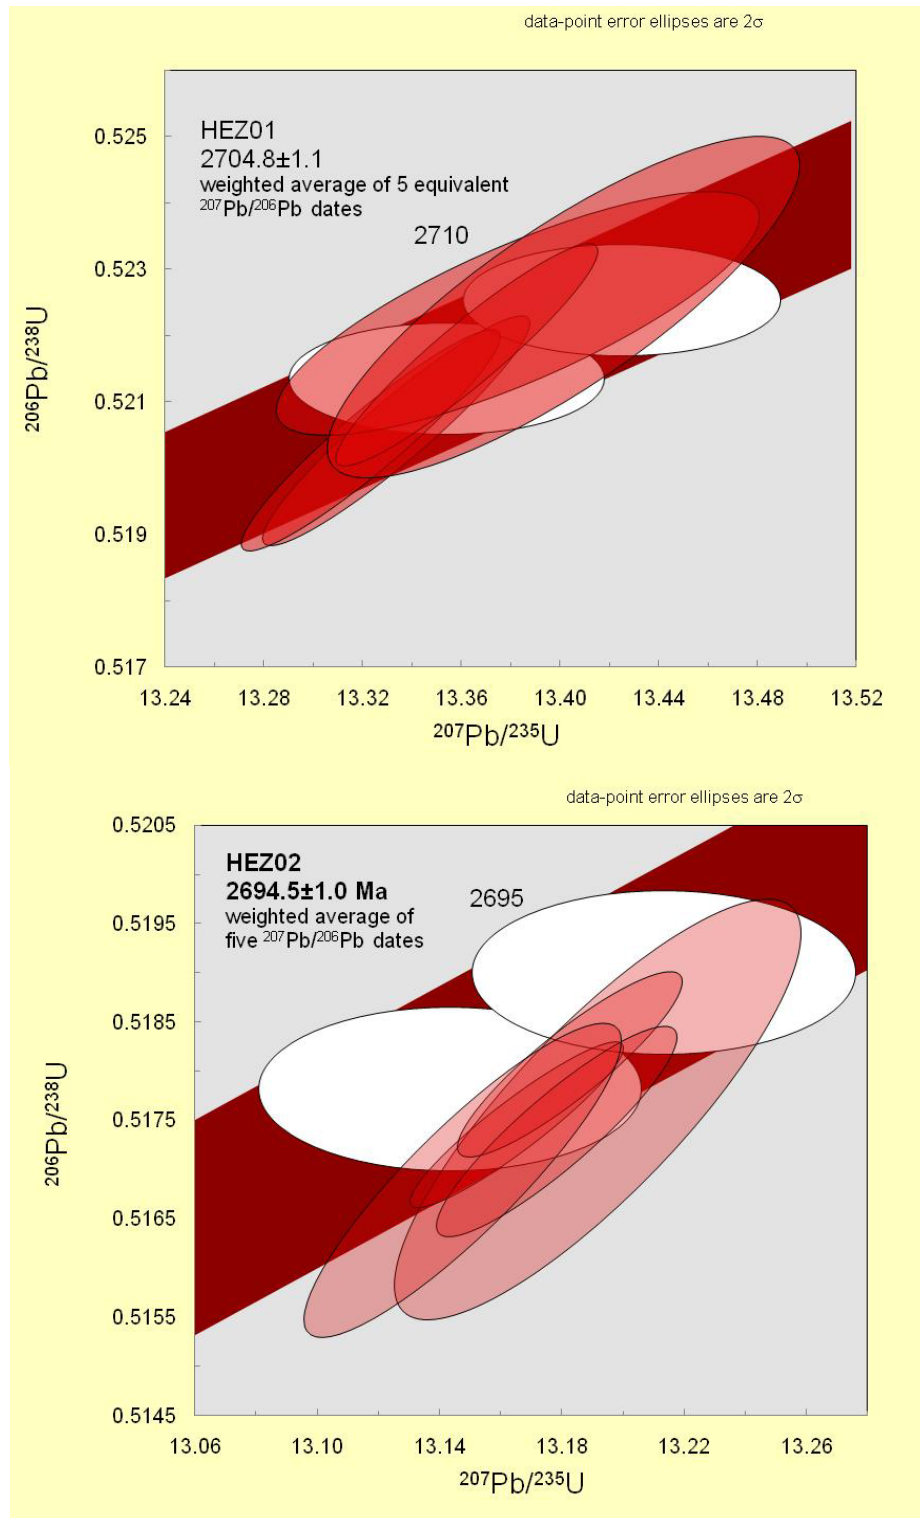 data-point error ellipses are 2σ
HEZ01
2704.8±1.1
weighted average of 5 equivalent
²⁰⁷Pb/²⁰⁶Pb dates
2710
0.525
0.523
0.521
0.519
0.517
²⁰⁶Pb/²³⁸U
13.24 13.28 13.32 13.36 13.40 13.44 13.48 13.52
²⁰⁷Pb/²³⁵U
data-point error ellipses are 2σ
HEZ02
2694.5±1.0 Ma
weighted average of
five ²⁰⁷Pb/²⁰⁶Pb dates
2695
0.5205
0.5195
0.5185
0.5175
0.5165
0.5155
0.5145
²⁰⁶Pb/²³⁸U
13.06 13.10 13.14 13.18 13.22 13.26
²⁰⁷Pb/²³⁵U